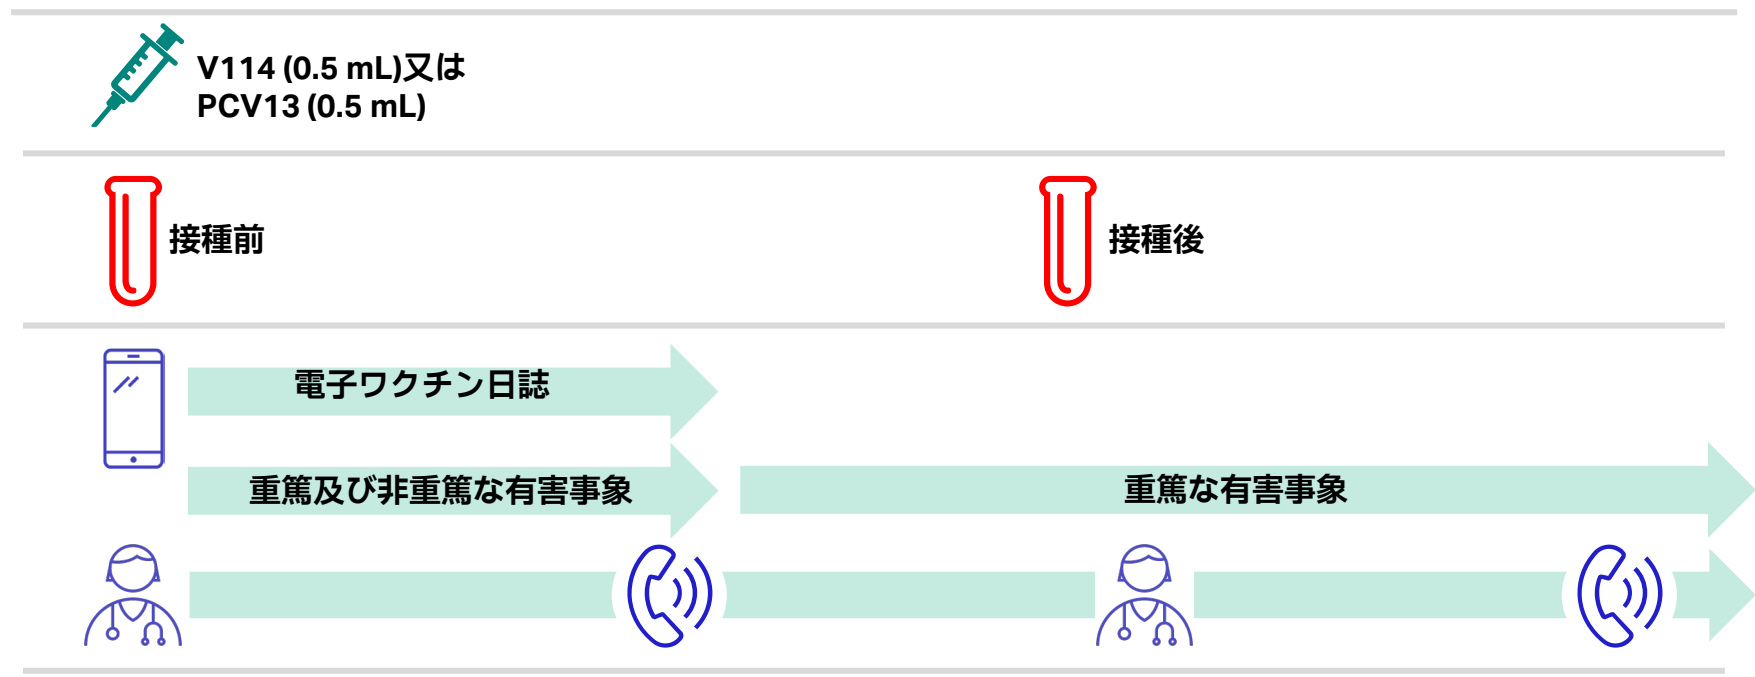 V114 (0.5 mL)又は
PCV13 (0.5 mL)
接種前
接種後
電子ワクチン日誌
重篤及び非重篤な有害事象
重篤な有害事象